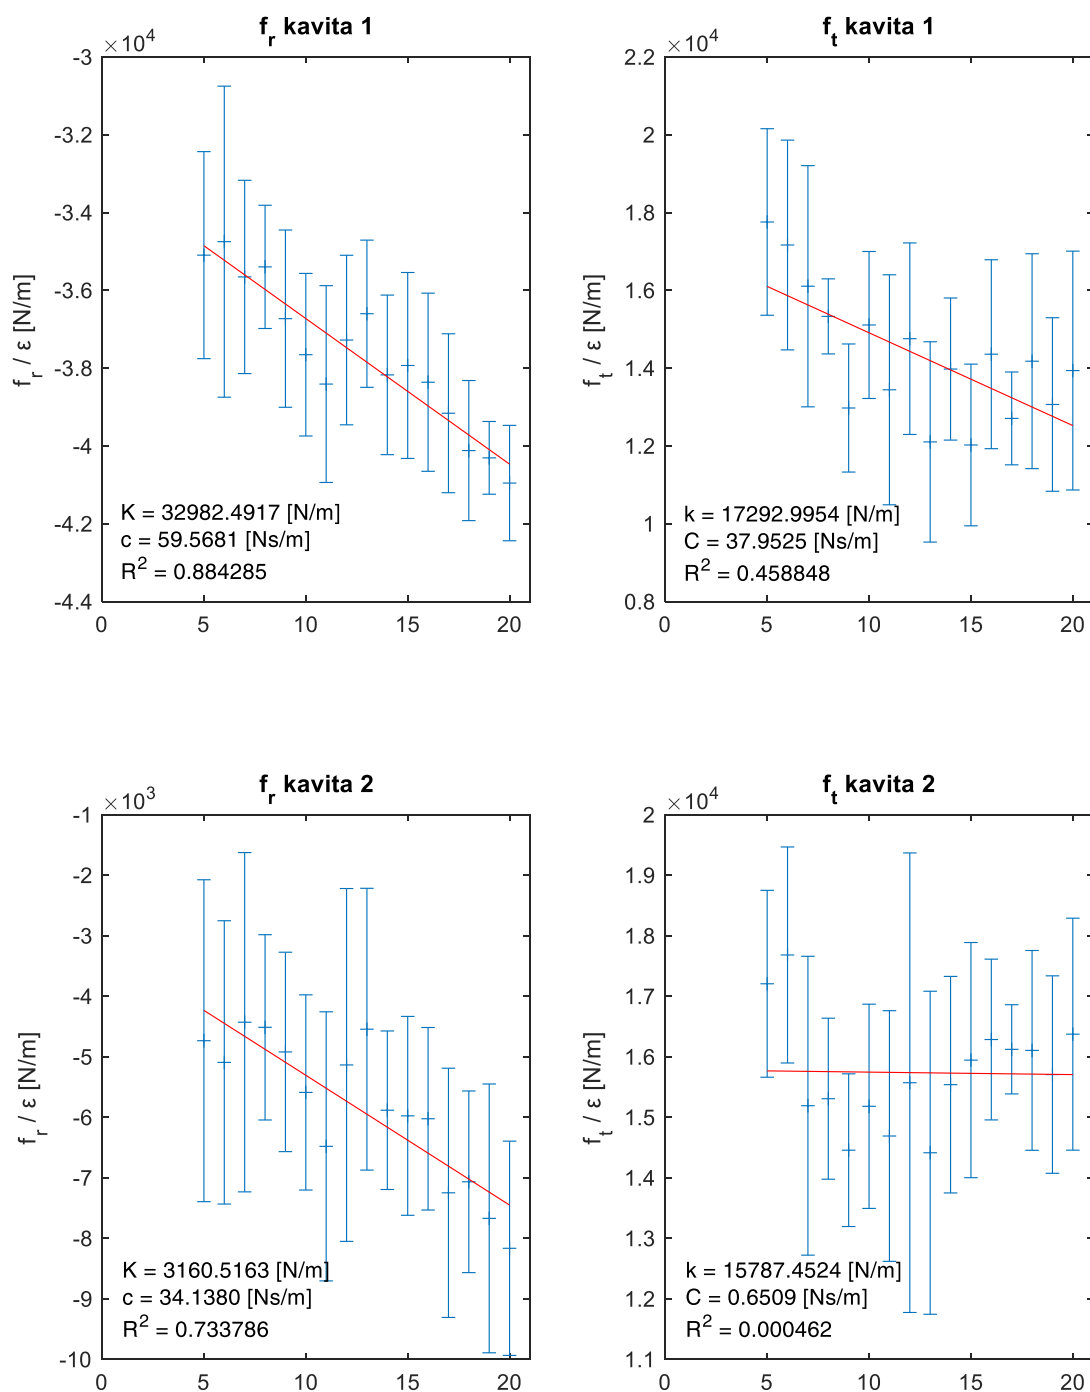 f_r kavita 1
×10^4
-3
-3.2
-3.4
-3.6
-3.8
-4
-4.2
-4.4
f_r / ε [N/m]
K = 32982.4917 [N/m]
c = 59.5681 [Ns/m]
R^2 = 0.884285
0 5 10 15 20
f_t kavita 1
×10^4
2.2
2
1.8
1.6
1.4
1.2
1
0.8
f_t / ε [N/m]
k = 17292.9954 [N/m]
C = 37.9525 [Ns/m]
R^2 = 0.458848
0 5 10 15 20
f_r kavita 2
×10^3
-1
-2
-3
-4
-5
-6
-7
-8
-9
-10
f_r / ε [N/m]
K = 3160.5163 [N/m]
c = 34.1380 [Ns/m]
R^2 = 0.733786
0 5 10 15 20
f_t kavita 2
×10^4
2
1.9
1.8
1.7
1.6
1.5
1.4
1.3
1.2
1.1
f_t / ε [N/m]
k = 15787.4524 [N/m]
C = 0.6509 [Ns/m]
R^2 = 0.000462
0 5 10 15 20